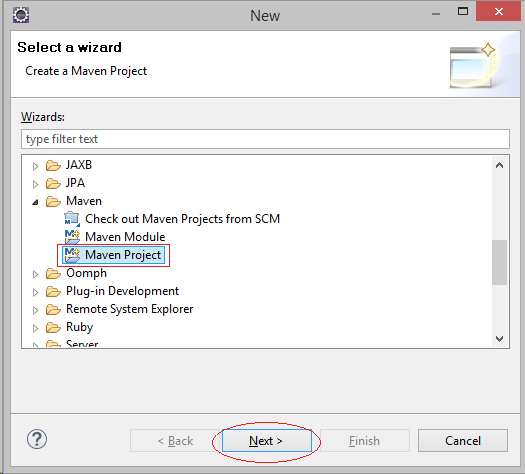 New
Select a wizard
Create a Maven Project
Wizards:
type filter text
JAXB
JPA
Maven
Check out Maven Projects from SCM
Maven Module
Maven Project
Oomph
Plug-in Development
Remote System Explorer
Ruby
Server
?
< Back Next > Finish Cancel